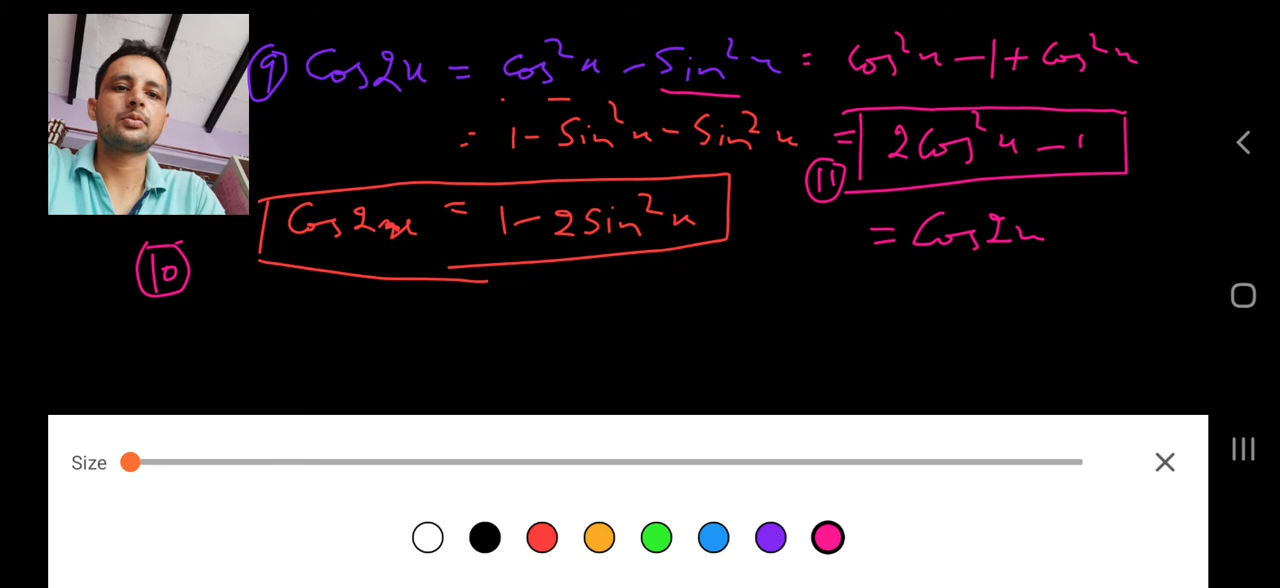 ⑨ Cos2x = Cos²x - Sin²x = Cos²x - 1 + Cos²x
= 1 - Sin²x - Sin²x
= 2Cos²x - 1
⑪
Cos2x = 1 - 2Sin²x
= Cos2x
⑩
Size